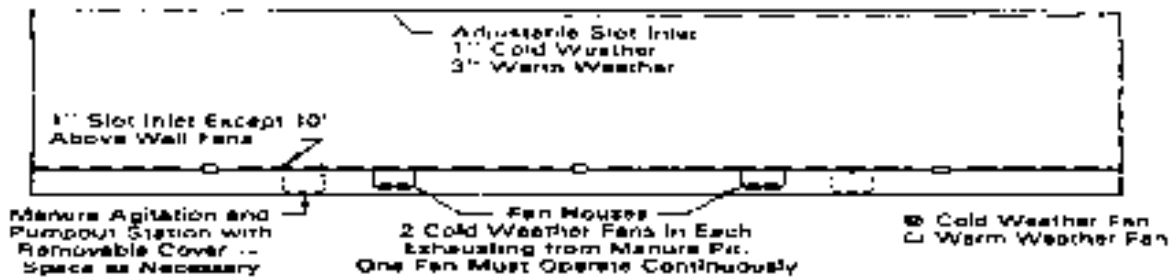 Adjustable Slot Inlet
1" Cold Weather
3" Warm Weather
1" Slot Inlet Except 10'
Above Wall Fans
Manure Agitation and
Pumpout Station with
Removable Cover --
Space as Necessary
Fan Houses
2 Cold Weather Fans in Each
Exhausting from Manure Pit.
One Fan Must Operate Continuously
Cold Weather Fan
Warm Weather Fan